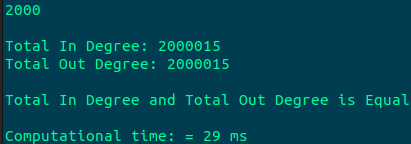 2000
Total In Degree: 2000015
Total Out Degree: 2000015
Total In Degree and Total Out Degree is Equal
Computational time: = 29 ms